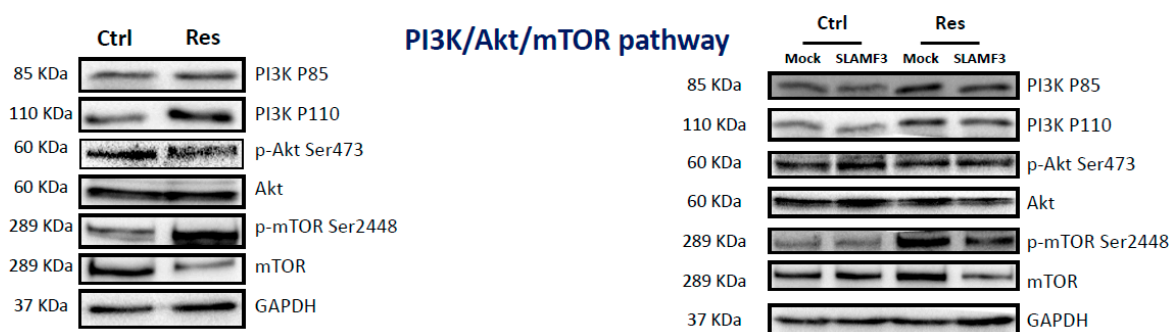 PI3K/Akt/mTOR pathway
Ctrl Res
85 KDa PI3K P85
110 KDa PI3K P110
60 KDa p-Akt Ser473
60 KDa Akt
289 KDa p-mTOR Ser2448
289 KDa mTOR
37 KDa GAPDH
Ctrl Res
Mock SLAMF3 Mock SLAMF3
85 KDa PI3K P85
110 KDa PI3K P110
60 KDa p-Akt Ser473
60 KDa Akt
289 KDa p-mTOR Ser2448
289 KDa mTOR
37 KDa GAPDH